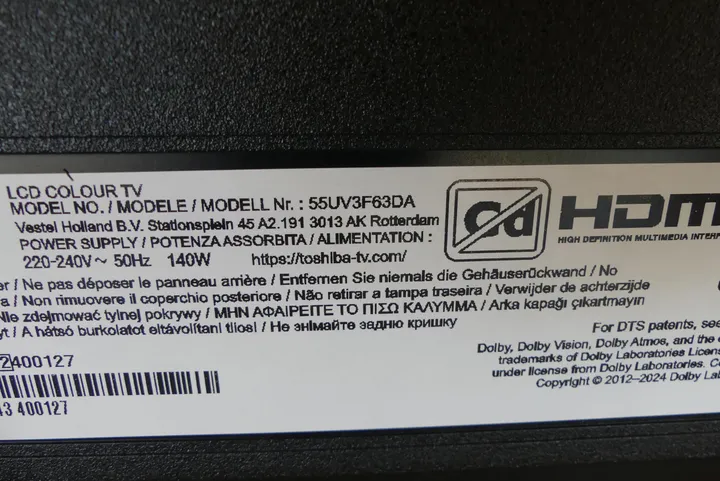 LCD COLOUR TV
MODEL NO. / MODELE / MODELL Nr. : 55UV3F63DA
Vestel Holland B.V. Stationsplein 45 A2.191 3013 AK Rotterdam
POWER SUPPLY / POTENZA ASSORBITA / ALIMENTATION :
220-240V ~ 50Hz 140W https://toshiba-tv.com/
Cd
HDM
HIGH DEFINITION MULTIMEDIA INTERF
er / Ne pas déposer le panneau arrière / Entfernen Sie niemals die Gehäuserückwand / No
a / Non rimuovere il coperchio posteriore / Não retirar a tampa traseira / Verwijder de achterzijde
Nie zdejmować tylnej pokrywy / ΜΗΝ ΑΦΑΙΡΕΙΤΕ ΤΟ ΠΙΣΩ ΚΑΛΥΜΜΑ / Arka kapağı çıkartmayın
yt / A hátsó burkolatot eltávolítani tilos! / Не знімайте задню кришку
2400127
43 400127
For DTS patents, see
Dolby, Dolby Vision, Dolby Atmos, and the
trademarks of Dolby Laboratories Licens
under license from Dolby Laboratories. Co
Copyright © 2012–2024 Dolby Lab